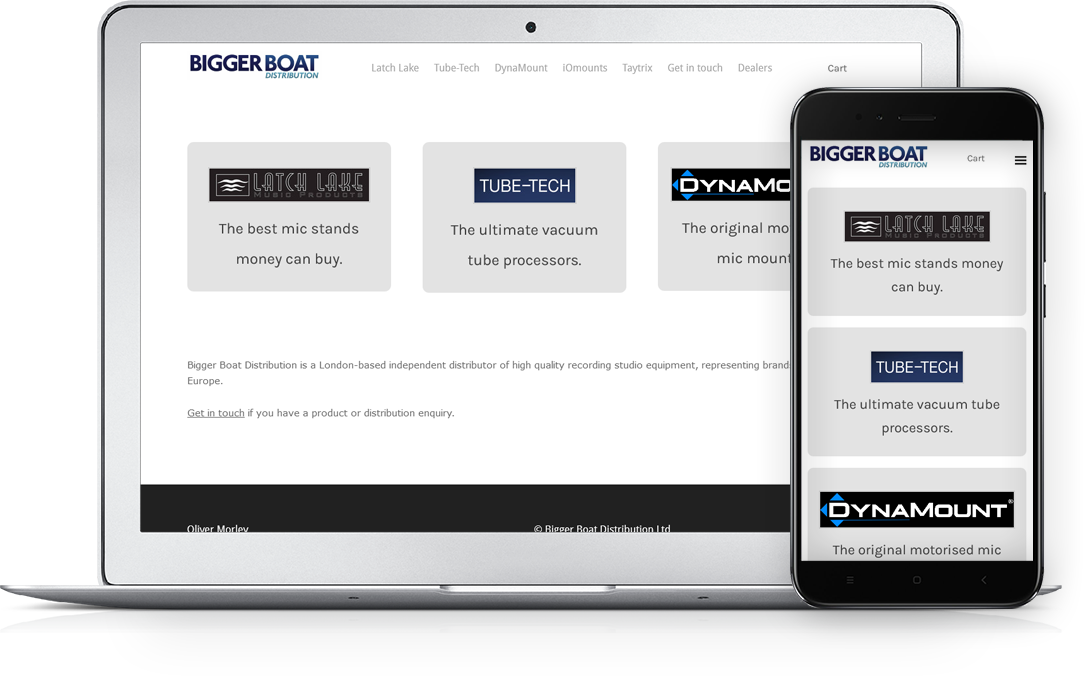 BIGGER BOAT
DISTRIBUTION
Latch Lake Tube-Tech DynaMount iOmounts Taytrix Get in touch Dealers Cart
LATCH LAKE
MUSIC PRODUCTS
The best mic stands
money can buy.
TUBE-TECH
The ultimate vacuum
tube processors.
DYNAMO
The original mo
mic mount
Bigger Boat Distribution is a London-based independent distributor of high quality recording studio equipment, representing brand
Europe.
Get in touch if you have a product or distribution enquiry.
Oliver Morley
© Bigger Boat Distribution Ltd
BIGGER BOAT
DISTRIBUTION
Cart
LATCH LAKE
MUSIC PRODUCTS
The best mic stands money
can buy.
TUBE-TECH
The ultimate vacuum tube
processors.
DYNAMOUNT®
The original motorised mic